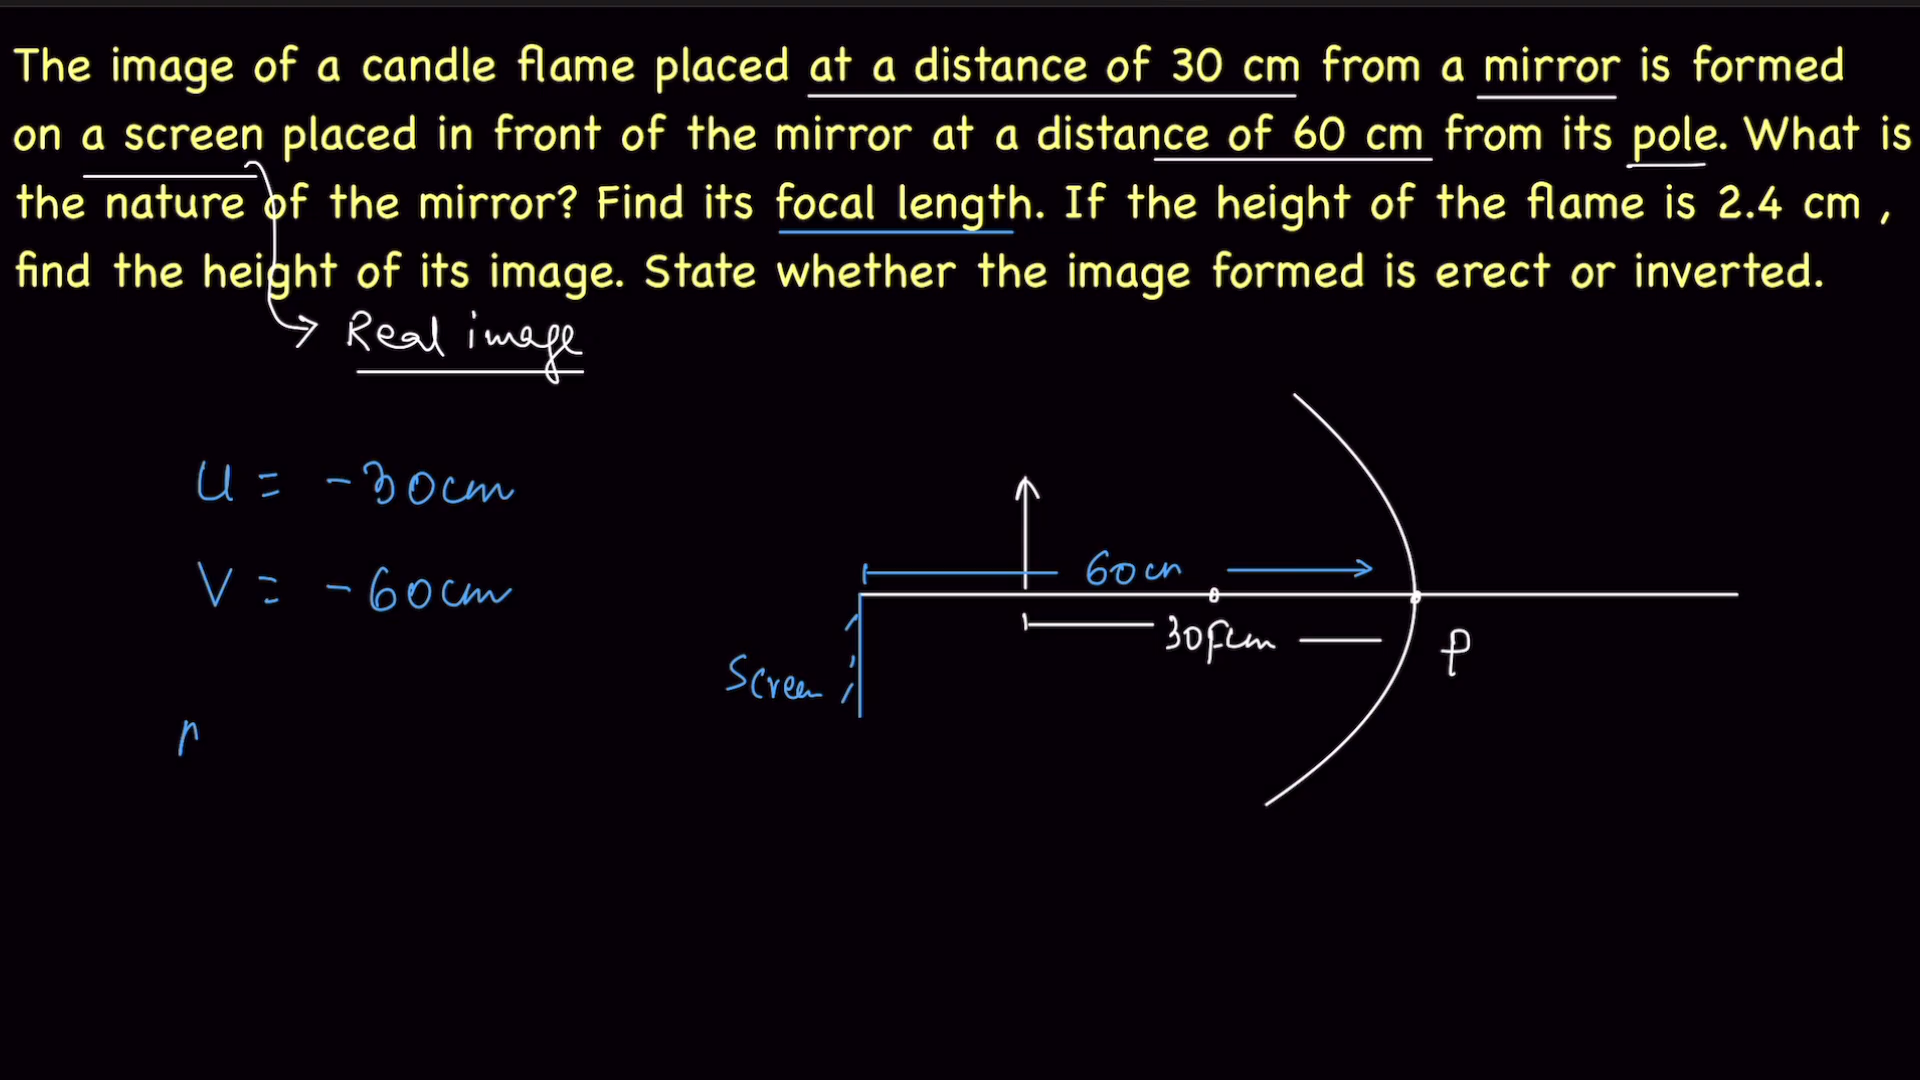 The image of a candle flame placed at a distance of 30 cm from a mirror is formed
on a screen placed in front of the mirror at a distance of 60 cm from its pole. What is
the nature of the mirror? Find its focal length. If the height of the flame is 2.4 cm ,
find the height of its image. State whether the image formed is erect or inverted.
Real image
U = -30cm
60cm
V = -60cm
30 cm
P
Screen